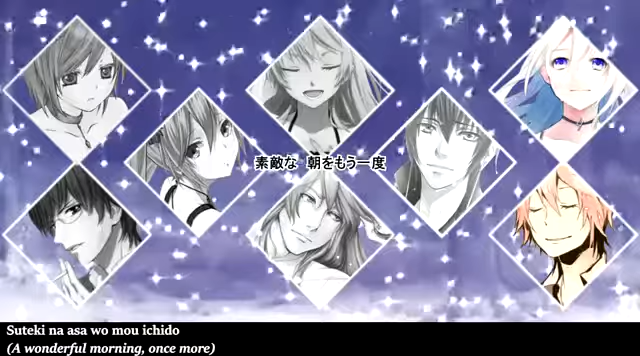 素敵な 朝をもう一度
Suteki na asa wo mou ichido
(A wonderful morning, once more)